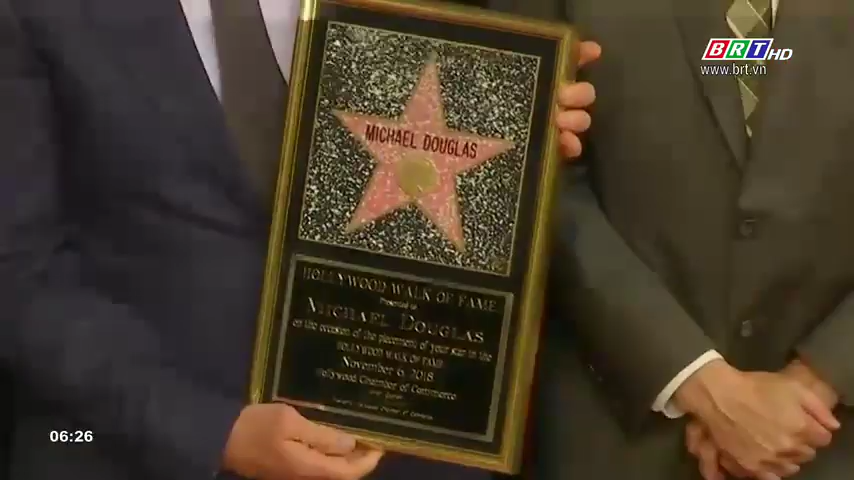 BRT HD
www.brt.vn
MICHAEL DOUGLAS
HOLLYWOOD WALK OF FAME
Presented to
MICHAEL DOUGLAS
on the occasion of the placement of your star in the
HOLLYWOOD WALK OF FAME
November 6, 2018
Hollywood Chamber of Commerce
06:26